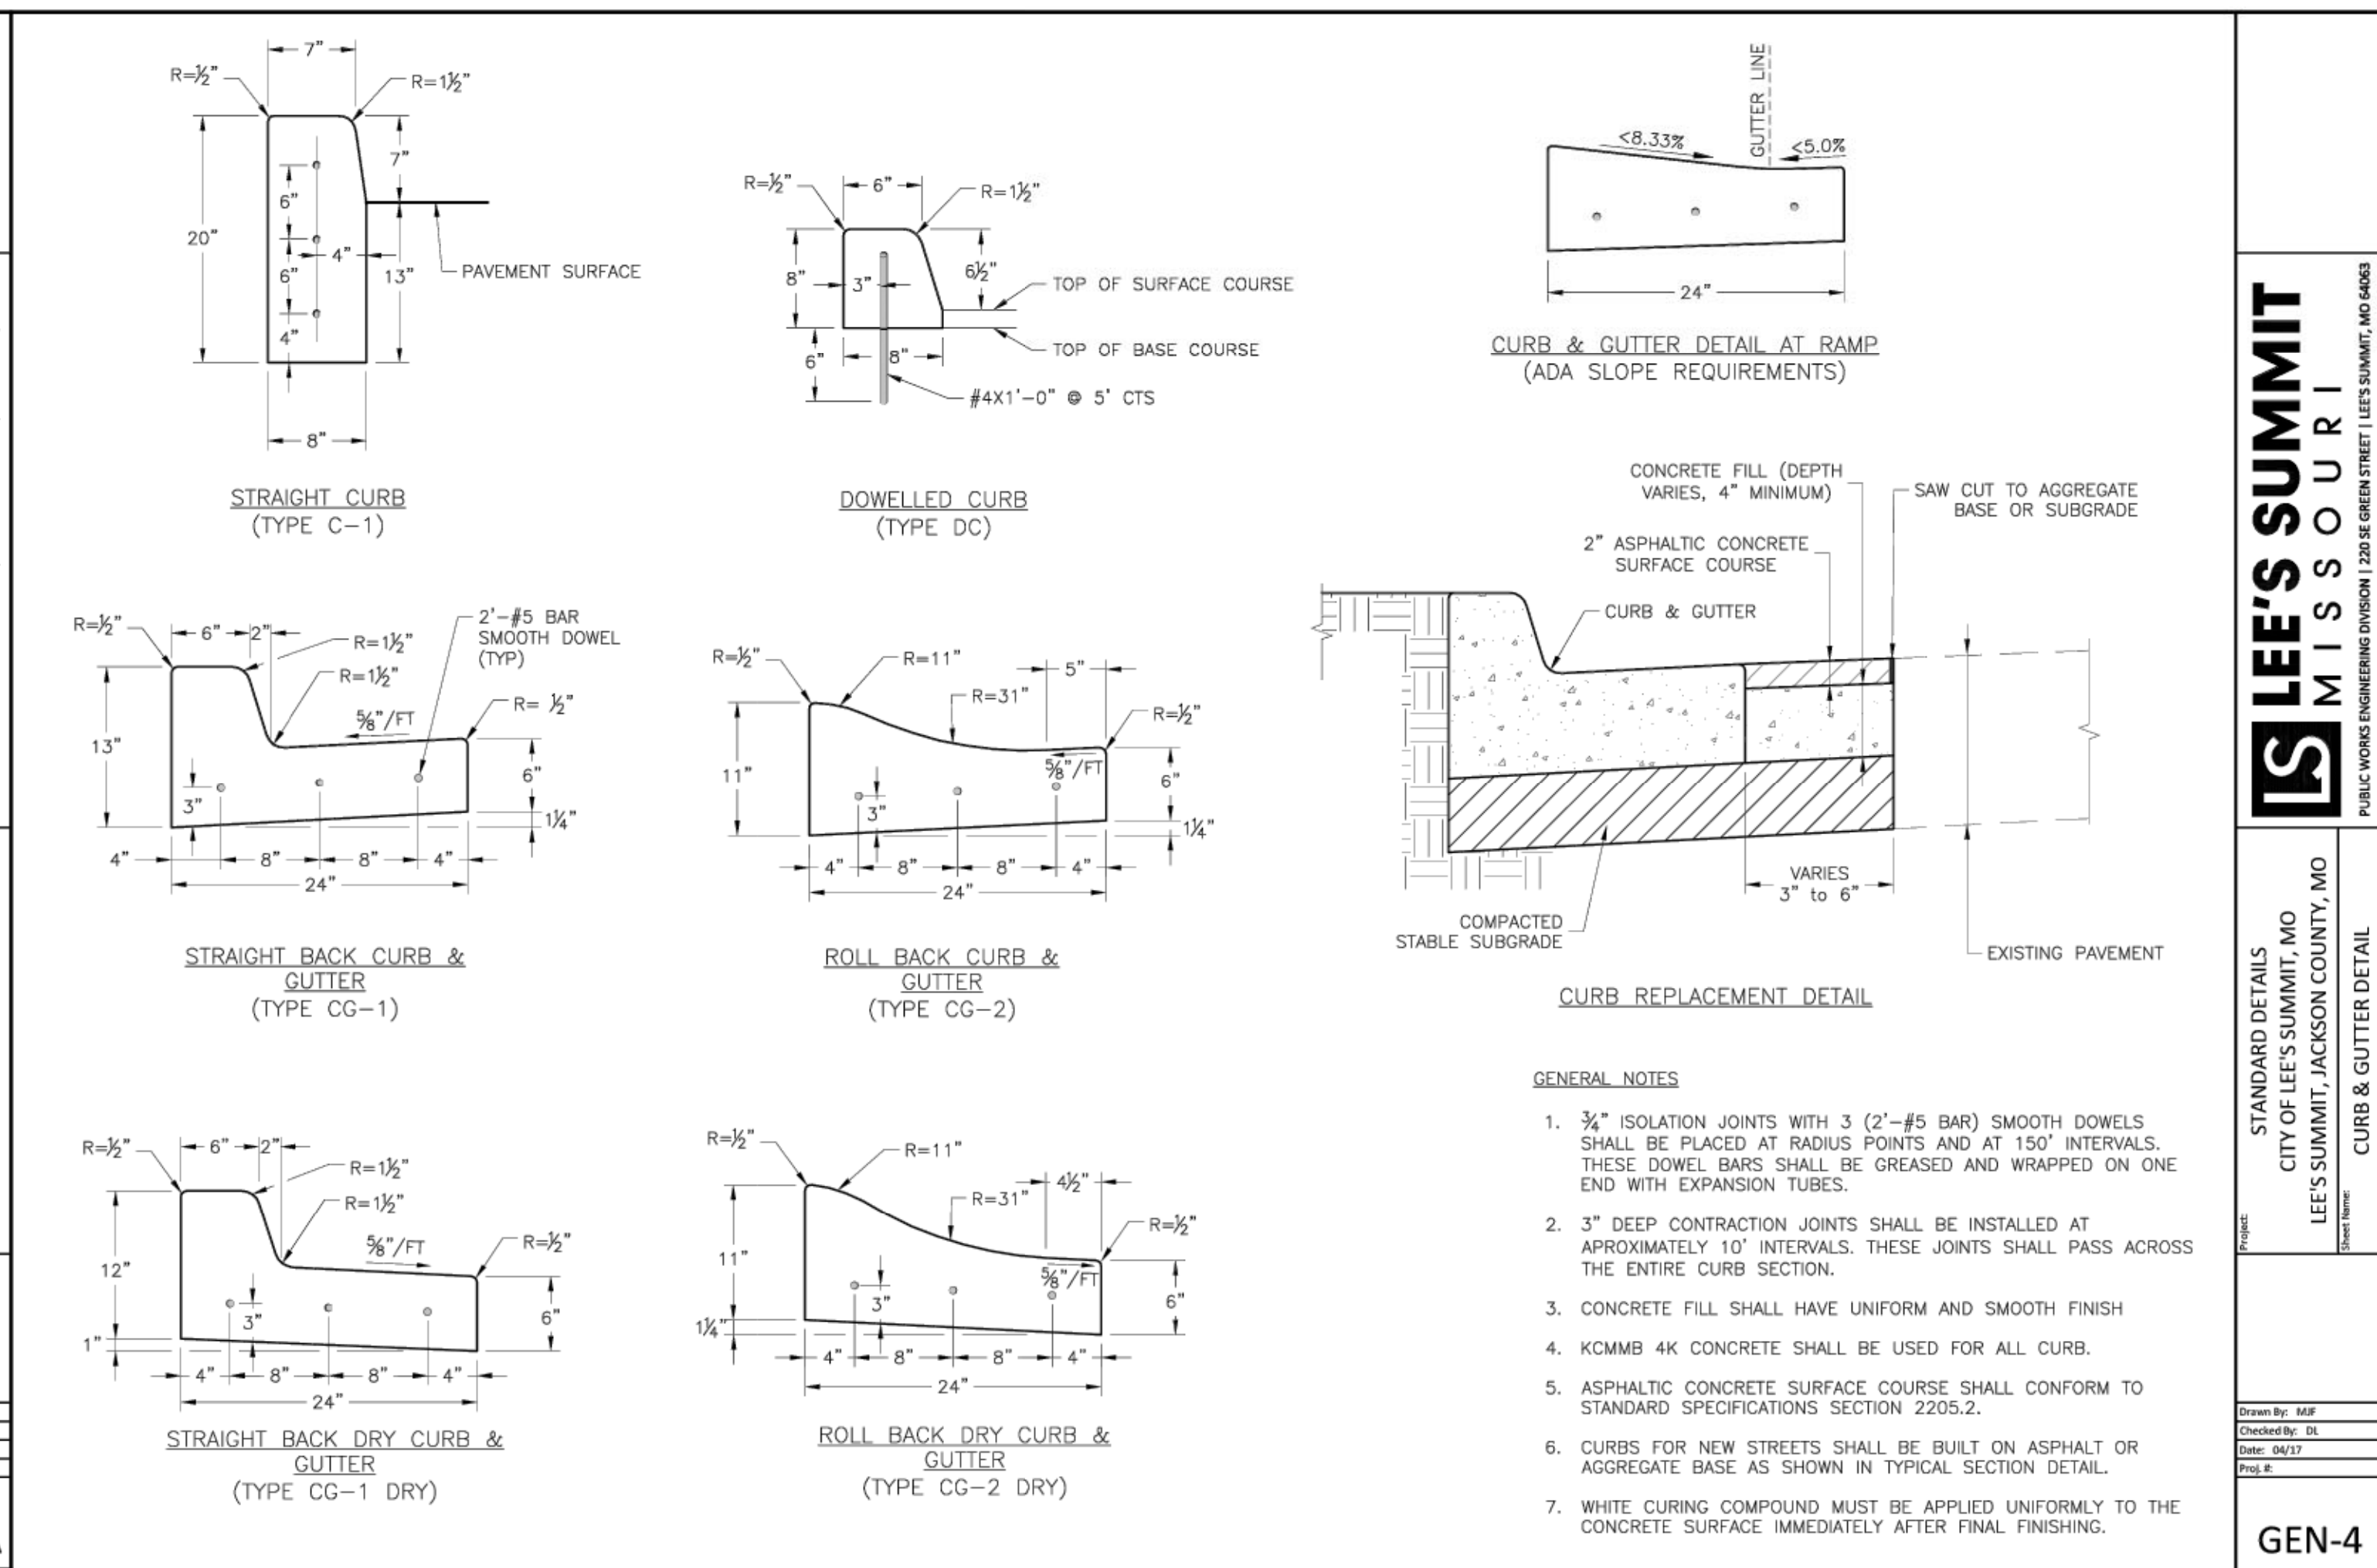 7"
R=½"
R=1½"
7"
6"
20"
4"
6"
13"
PAVEMENT SURFACE
4"
8"
STRAIGHT CURB
(TYPE C-1)
R=½"
6"
R=1½"
8"
3"
6½"
TOP OF SURFACE COURSE
TOP OF BASE COURSE
6"
8"
#4X1'-0" @ 5' CTS
DOWELLED CURB
(TYPE DC)
GUTTER LINE
<8.33%
<5.0%
24"
CURB & GUTTER DETAIL AT RAMP
(ADA SLOPE REQUIREMENTS)
R=½"
6"
2"
R=1½"
R=1½"
2'-#5 BAR
SMOOTH DOWEL
(TYP)
⅝"/FT
R= ½"
13"
3"
6"
1¼"
4"
8"
8"
4"
24"
STRAIGHT BACK CURB &
GUTTER
(TYPE CG-1)
R=½"
R=11"
R=31"
5"
R=½"
11"
⅝"/FT
6"
3"
1¼"
4"
8"
8"
4"
24"
ROLL BACK CURB &
GUTTER
(TYPE CG-2)
CONCRETE FILL (DEPTH
VARIES, 4" MINIMUM)
SAW CUT TO AGGREGATE
BASE OR SUBGRADE
2" ASPHALTIC CONCRETE
SURFACE COURSE
CURB & GUTTER
VARIES
3" to 6"
COMPACTED
STABLE SUBGRADE
EXISTING PAVEMENT
CURB REPLACEMENT DETAIL
R=½"
6"
2"
R=1½"
R=1½"
⅝"/FT
R=½"
12"
3"
6"
1"
4"
8"
8"
4"
24"
STRAIGHT BACK DRY CURB &
GUTTER
(TYPE CG-1 DRY)
R=½"
R=11"
R=31"
4½"
R=½"
11"
⅝"/FT
3"
6"
1¼"
4"
8"
8"
4"
24"
ROLL BACK DRY CURB &
GUTTER
(TYPE CG-2 DRY)
GENERAL NOTES
1. ¾" ISOLATION JOINTS WITH 3 (2'-#5 BAR) SMOOTH DOWELS
SHALL BE PLACED AT RADIUS POINTS AND AT 150' INTERVALS.
THESE DOWEL BARS SHALL BE GREASED AND WRAPPED ON ONE
END WITH EXPANSION TUBES.
2. 3" DEEP CONTRACTION JOINTS SHALL BE INSTALLED AT
APROXIMATELY 10' INTERVALS. THESE JOINTS SHALL PASS ACROSS
THE ENTIRE CURB SECTION.
3. CONCRETE FILL SHALL HAVE UNIFORM AND SMOOTH FINISH
4. KCMMB 4K CONCRETE SHALL BE USED FOR ALL CURB.
5. ASPHALTIC CONCRETE SURFACE COURSE SHALL CONFORM TO
STANDARD SPECIFICATIONS SECTION 2205.2.
6. CURBS FOR NEW STREETS SHALL BE BUILT ON ASPHALT OR
AGGREGATE BASE AS SHOWN IN TYPICAL SECTION DETAIL.
7. WHITE CURING COMPOUND MUST BE APPLIED UNIFORMLY TO THE
CONCRETE SURFACE IMMEDIATELY AFTER FINAL FINISHING.
LS
LEE'S SUMMIT
MISSOURI
PUBLIC WORKS ENGINEERING DIVISION | 220 SE GREEN STREET | LEE'S SUMMIT, MO 64063
Project:
STANDARD DETAILS
CITY OF LEE'S SUMMIT, MO
LEE'S SUMMIT, JACKSON COUNTY, MO
Sheet Name:
CURB & GUTTER DETAIL
Drawn By: MJF
Checked By: DL
Date: 04/17
Proj. #:
GEN-4